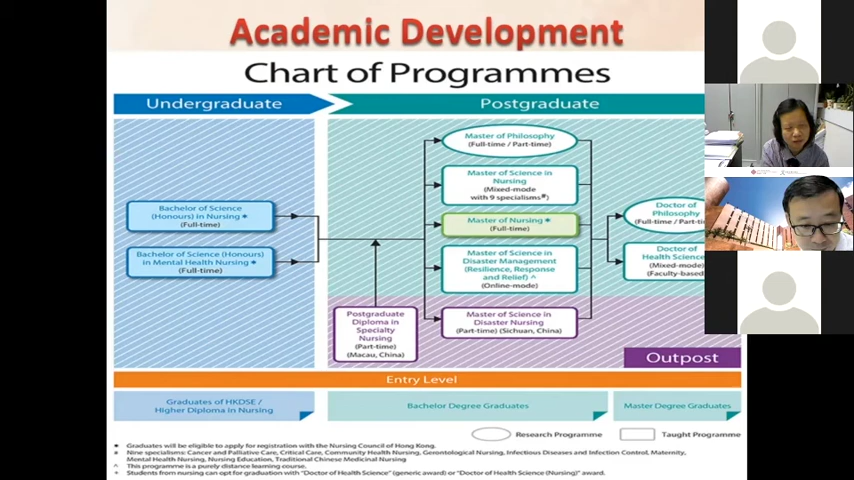 Academic Development
Chart of Programmes
Undergraduate
Postgraduate
Bachelor of Science
(Honours) in Nursing
(Full-time)
Bachelor of Science (Honours)
in Mental Health Nursing
(Full-time)
Postgraduate
Diploma in
Specialty
Nursing
(Part-time)
(Macau, China)
Master of Philosophy
(Full-time / Part-time)
Master of Science in
Nursing
(Mixed-mode
with 9 specialisms#)
Master of Nursing
(Full-time)
Master of Science in
Disaster Management
(Resilience, Response
and Relief) ^
(Online-mode)
Master of Science in
Disaster Nursing
(Part-time) (Sichuan, China)
Doctor of
Philosophy
(Full-time / Part-ti
Doctor of
Health Scienc
(Mixed-mode)
(Faculty-based
Outpost
Entry Level
Graduates of HKDSE /
Higher Diploma in Nursing
Bachelor Degree Graduates
Master Degree Graduates
Research Programme
Taught Programme
Graduates will be eligible to apply for registration with the Nursing Council of Hong Kong.
# Nine specialisms: Cancer and Palliative Care, Critical Care, Community Health Nursing, Gerontological Nursing, Infectious Diseases and Infection Control, Maternity,
Mental Health Nursing, Nursing Education, Traditional Chinese Medicinal Nursing
^ This programme is a purely distance learning course.
+ Students from nursing can opt for graduation with "Doctor of Health Science" (generic award) or "Doctor of Health Science (Nursing)" award.